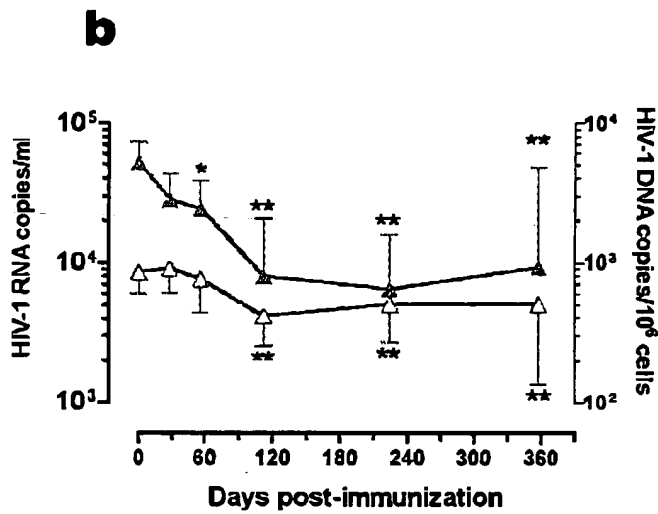 b
HIV-1 RNA copies/ml
10⁵
10⁴
10³
*
**
**
**
**
**
**
10⁴
10³
10²
HIV-1 DNA copies/10⁶ cells
0 60 120 180 240 300 360
Days post-immunization